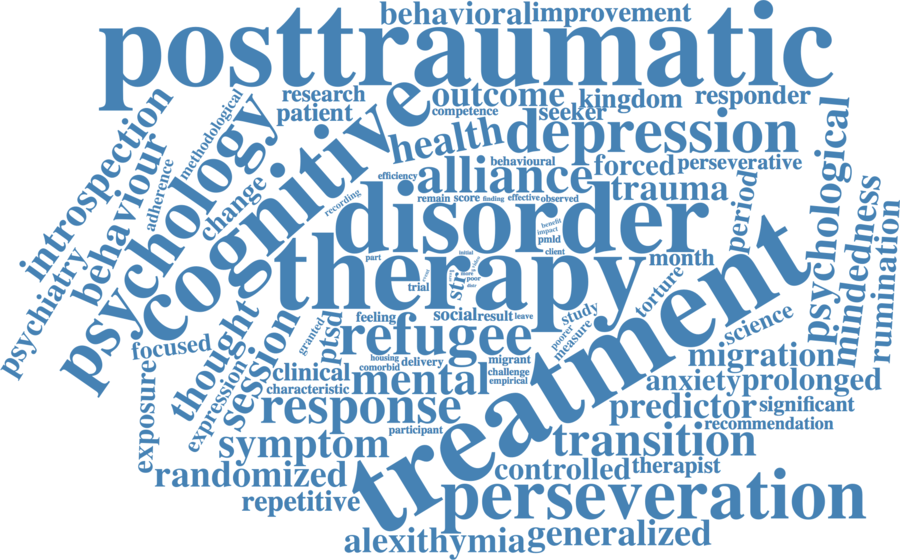 behavioral
improvement
posttraumatic
research
patient
cognitive
outcome
competence
seeker
kingdom
responder
methodological
introspection
psychology
behaviour
adherence
change
health
depression
behavioural
forced
perseverative
efficiency
alliance
trauma
recording
remain
score
finding
effective
observed
disorder
benefit
impact
pmld
period
psychological
mindedness
rumination
psychiatry
therapy
part
initial
client
month
trial
event
stri
more
poor
torture
treatment
thought
session
granted
ptsd
feeling
social
result
leave
study
poorer
measure
science
focused
refugee
housing
comorbid
delivery
migrant
migration
exposure
expression
clinical
characteristic
mental
challenge
empirical
anxiety
prolonged
response
participant
predictor
significant
recommendation
symptom
transition
randomized
controlled
therapist
repetitive
perseveration
alexithymia
generalized